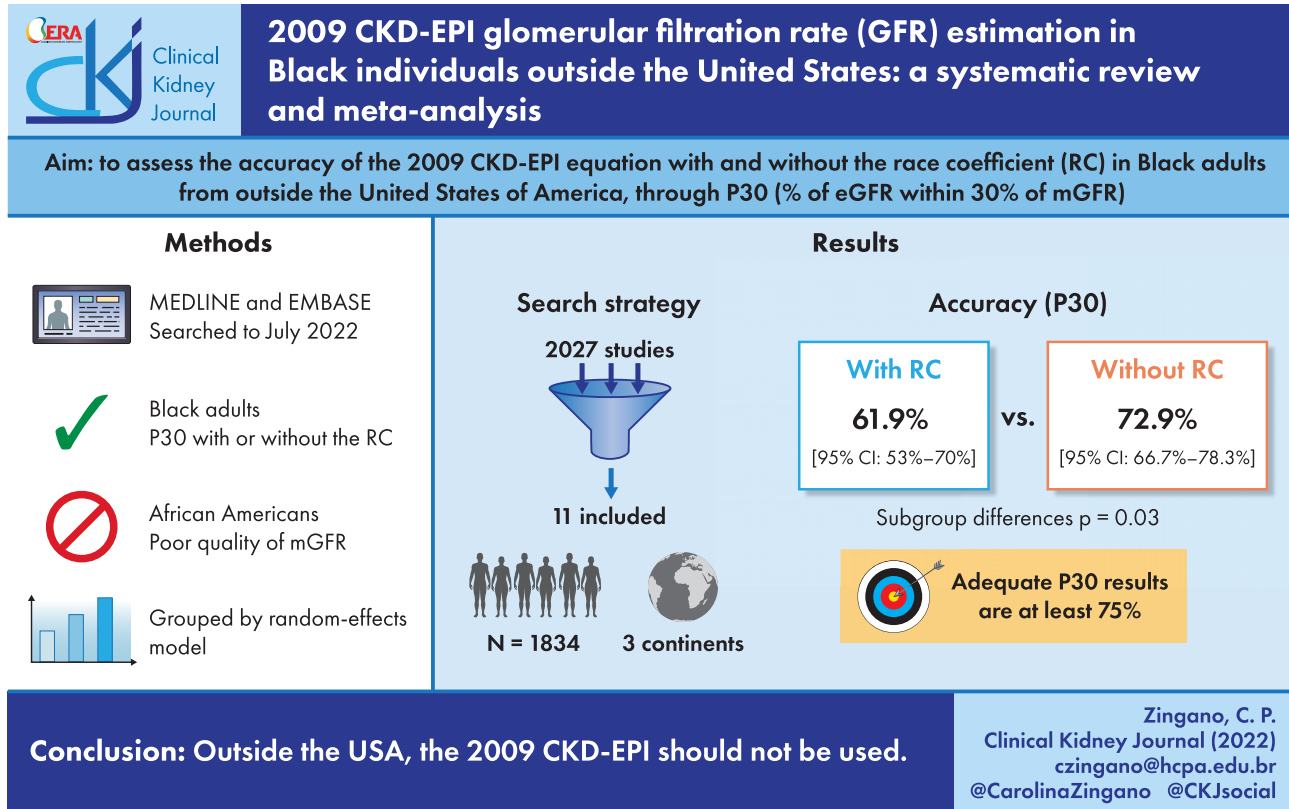 ERA
CKJ
Clinical
Kidney
Journal
2009 CKD-EPI glomerular filtration rate (GFR) estimation in
Black individuals outside the United States: a systematic review
and meta-analysis
Aim: to assess the accuracy of the 2009 CKD-EPI equation with and without the race coefficient (RC) in Black adults
from outside the United States of America, through P30 (% of eGFR within 30% of mGFR)
Methods
MEDLINE and EMBASE
Searched to July 2022
Black adults
P30 with or without the RC
African Americans
Poor quality of mGFR
Grouped by random-effects
model
Results
Search strategy
2027 studies
11 included
N = 1834
3 continents
Accuracy (P30)
With RC
61.9%
[95% CI: 53%–70%]
vs.
Without RC
72.9%
[95% CI: 66.7%–78.3%]
Subgroup differences p = 0.03
Adequate P30 results
are at least 75%
Conclusion: Outside the USA, the 2009 CKD-EPI should not be used.
Zingano, C. P.
Clinical Kidney Journal (2022)
czingano@hcpa.edu.br
@CarolinaZingano @CKJsocial